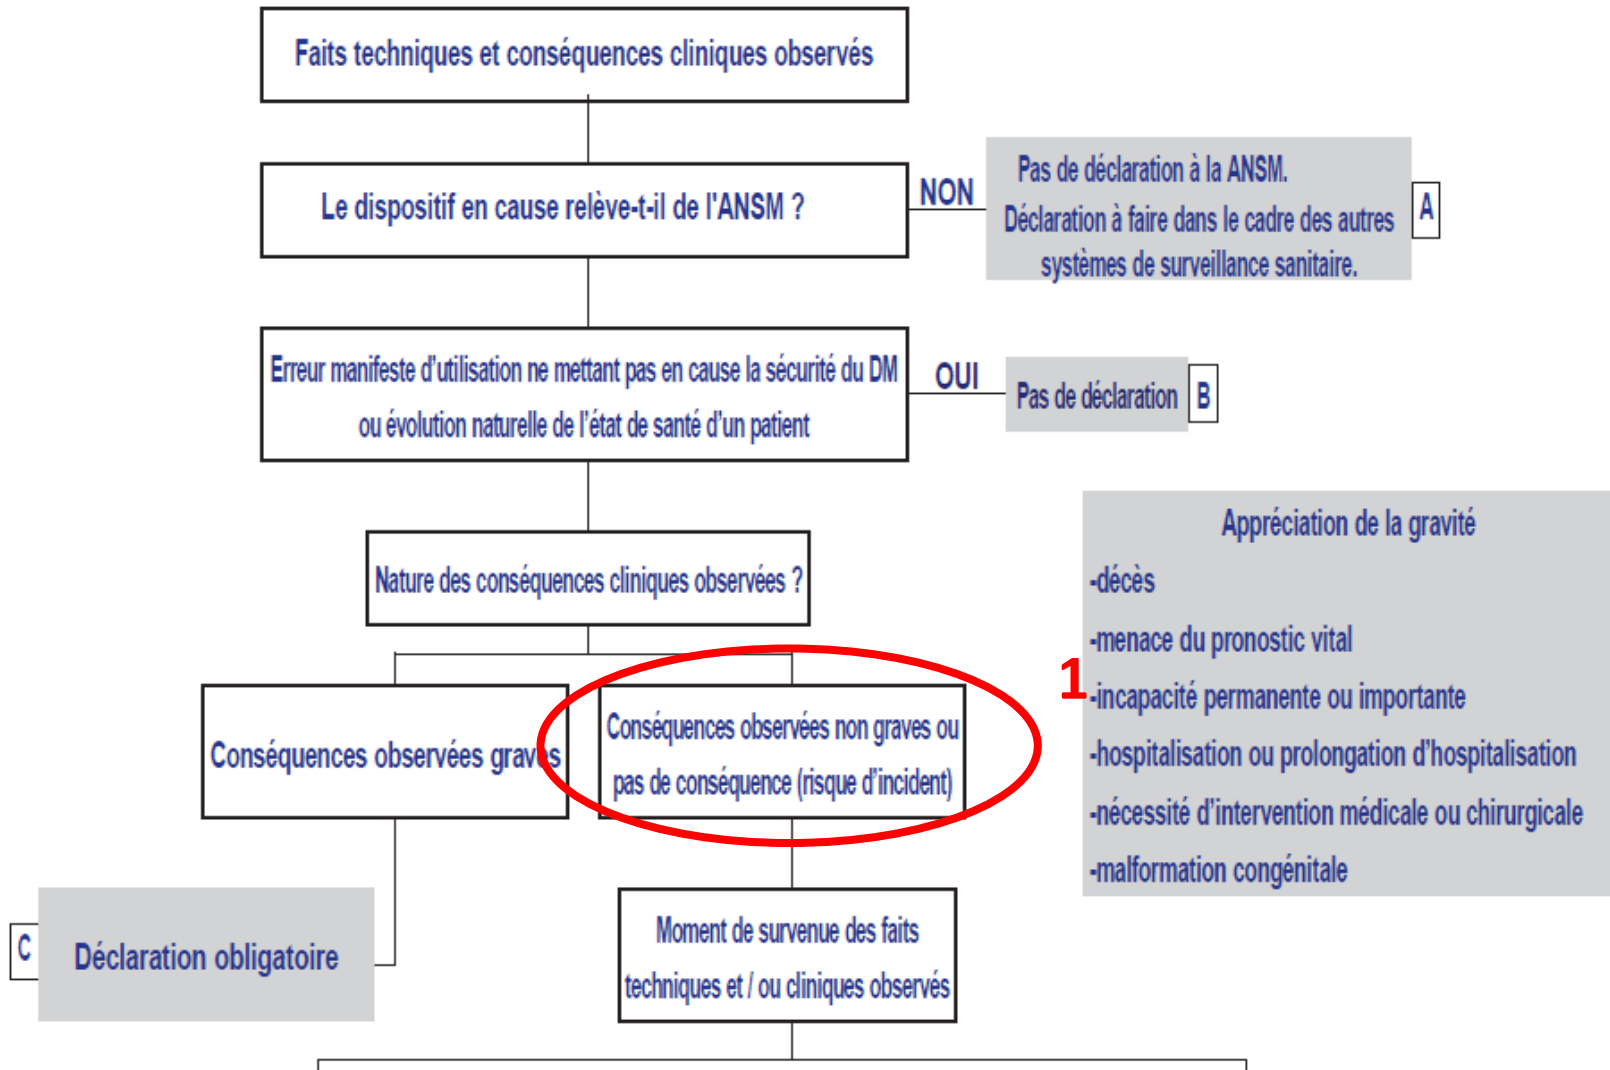 Faits techniques et conséquences cliniques observés
Le dispositif en cause relève-t-il de l'ANSM ?
NON
Pas de déclaration à la ANSM.
Déclaration à faire dans le cadre des autres
systèmes de surveillance sanitaire.
A
Erreur manifeste d’utilisation ne mettant pas en cause la sécurité du DM
ou évolution naturelle de l’état de santé d’un patient
OUI
Pas de déclaration
B
Nature des conséquences cliniques observées ?
Appréciation de la gravité
-décès
-menace du pronostic vital
1
-incapacité permanente ou importante
-hospitalisation ou prolongation d’hospitalisation
-nécessité d’intervention médicale ou chirurgicale
-malformation congénitale
Conséquences observées graves
Conséquences observées non graves ou
pas de conséquence (risque d’incident)
C
Déclaration obligatoire
Moment de survenue des faits
techniques et / ou cliniques observés